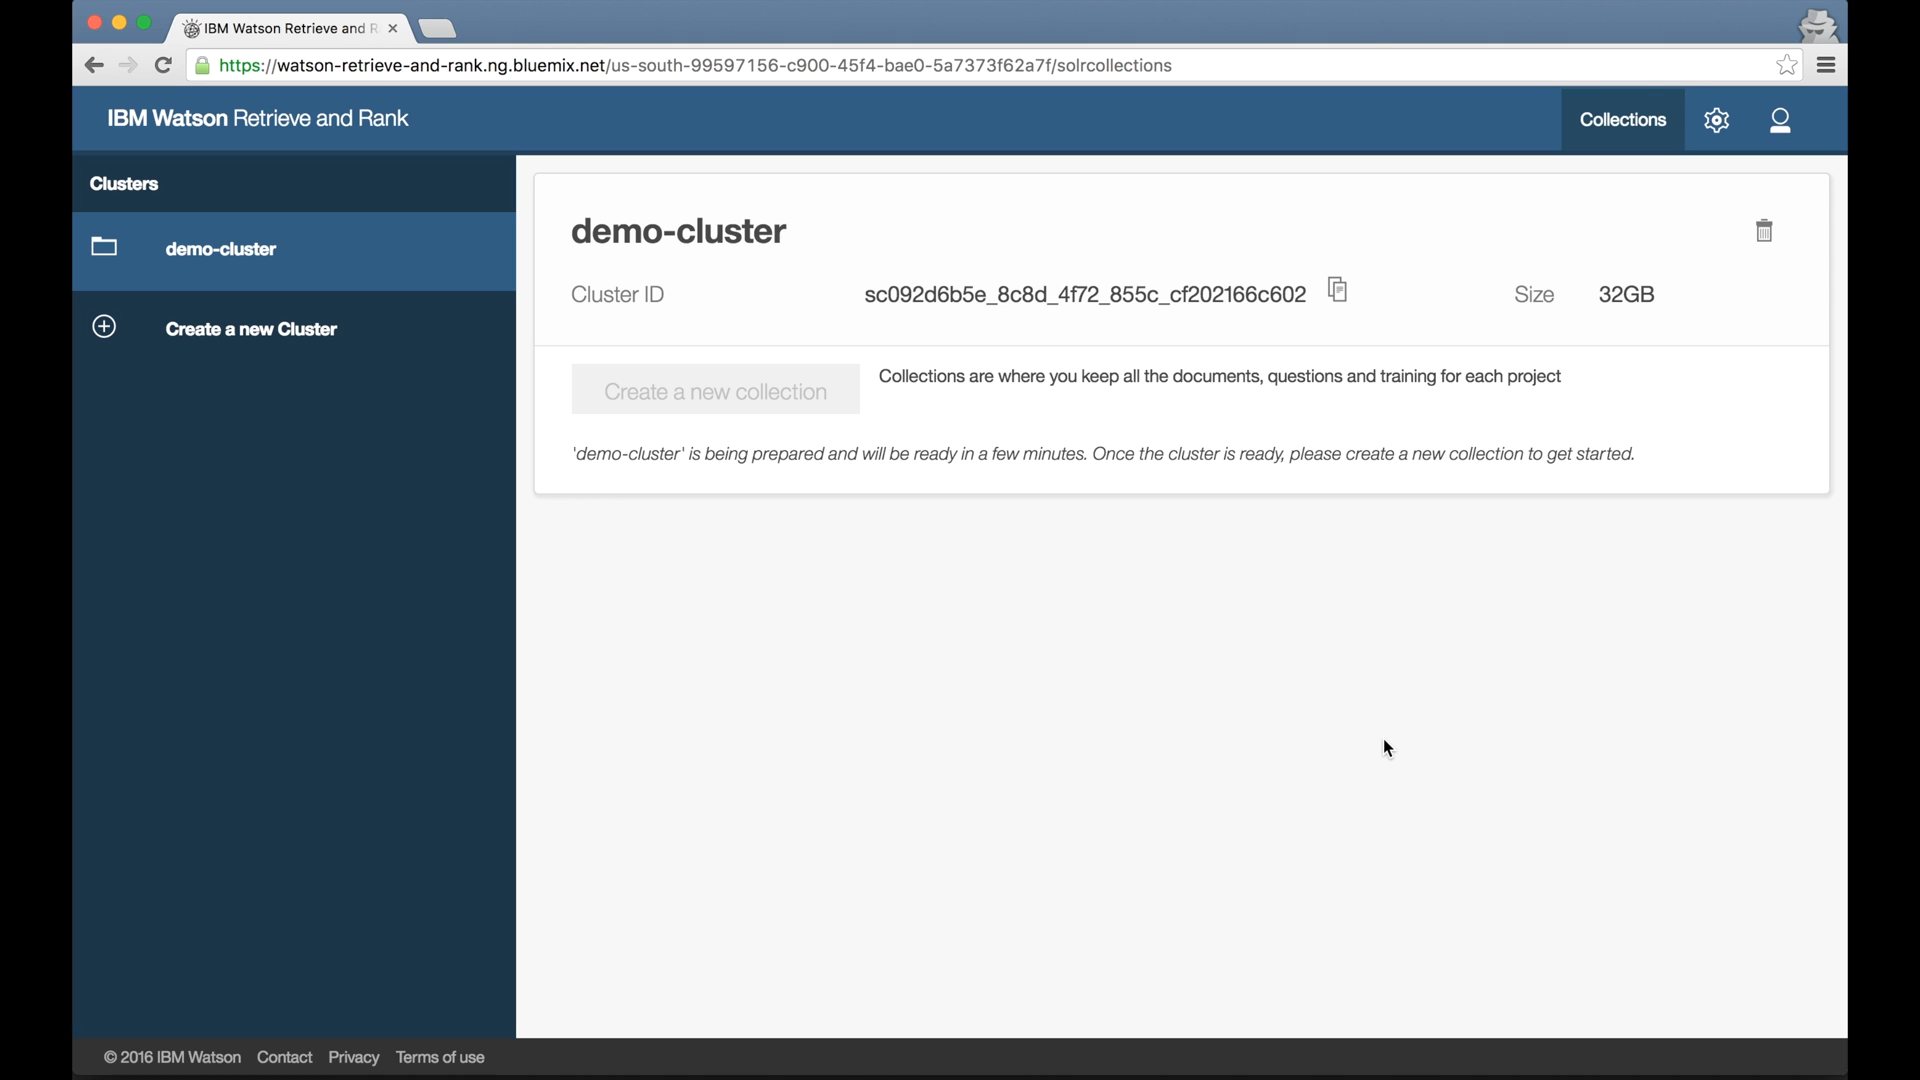 IBM Watson Retrieve and R
https://watson-retrieve-and-rank.ng.bluemix.net/us-south-99597156-c900-45f4-bae0-5a7373f62a7f/solrcollections
IBM Watson Retrieve and Rank
Collections
Clusters
demo-cluster
Create a new Cluster
demo-cluster
Cluster ID sc092d6b5e_8c8d_4f72_855c_cf202166c602 Size 32GB
Create a new collection Collections are where you keep all the documents, questions and training for each project
'demo-cluster' is being prepared and will be ready in a few minutes. Once the cluster is ready, please create a new collection to get started.
© 2016 IBM Watson Contact Privacy Terms of use